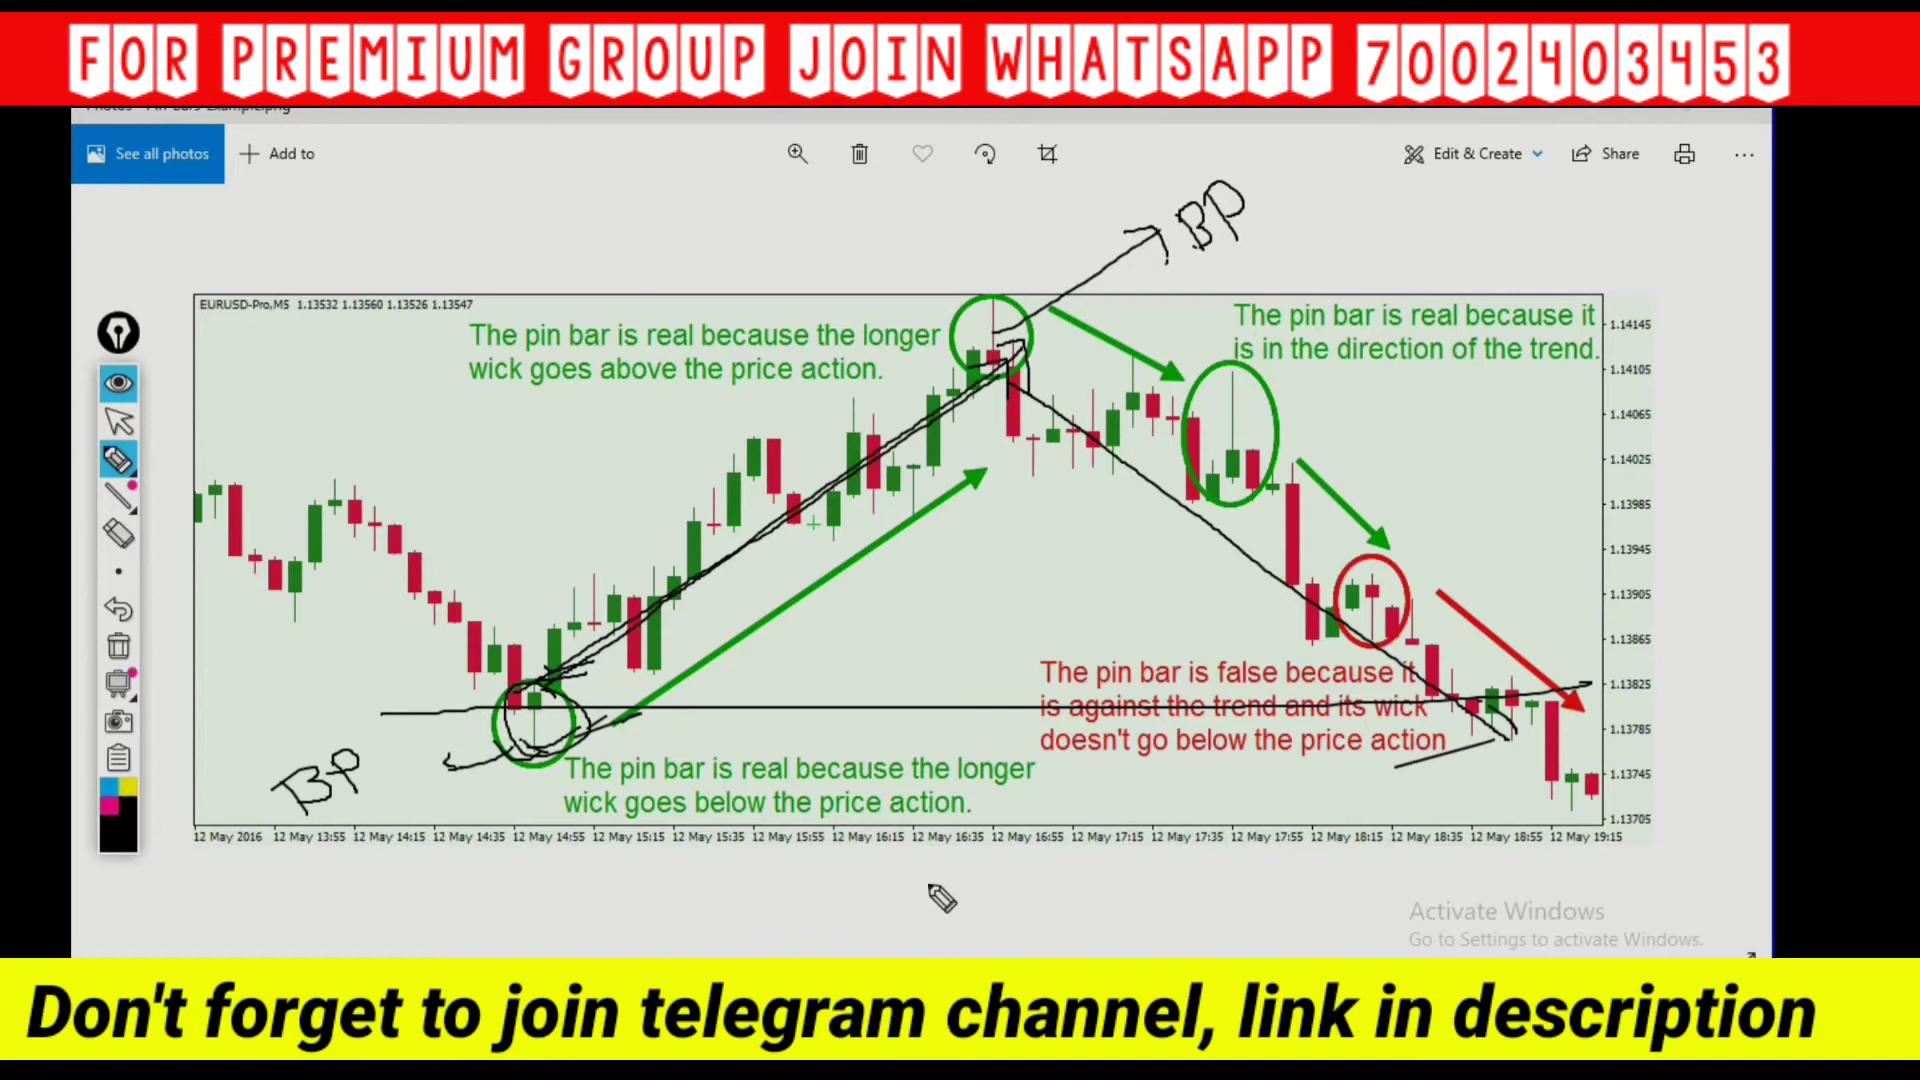 FOR PREMIUM GROUP JOIN WHATSAPP 7002403453
See all photos
Add to
Edit & Create
Share
BP
EURUSD-Pro,M5 1.13532 1.13560 1.13526 1.13547
The pin bar is real because the longer
wick goes above the price action.
The pin bar is real because it
is in the direction of the trend.
1.14145
1.14105
1.14065
1.14025
1.13985
1.13945
1.13905
1.13865
1.13825
1.13785
1.13745
1.13705
The pin bar is false because it
is against the trend and its wick
doesn't go below the price action
BP
The pin bar is real because the longer
wick goes below the price action.
12 May 2016 12 May 13:55 12 May 14:15 12 May 14:35 12 May 14:55 12 May 15:15 12 May 15:35 12 May 15:55 12 May 16:15 12 May 16:35 12 May 16:55 12 May 17:15 12 May 17:35 12 May 17:55 12 May 18:15 12 May 18:35 12 May 18:55 12 May 19:15
Activate Windows
Go to Settings to activate Windows.
Don't forget to join telegram channel, link in description